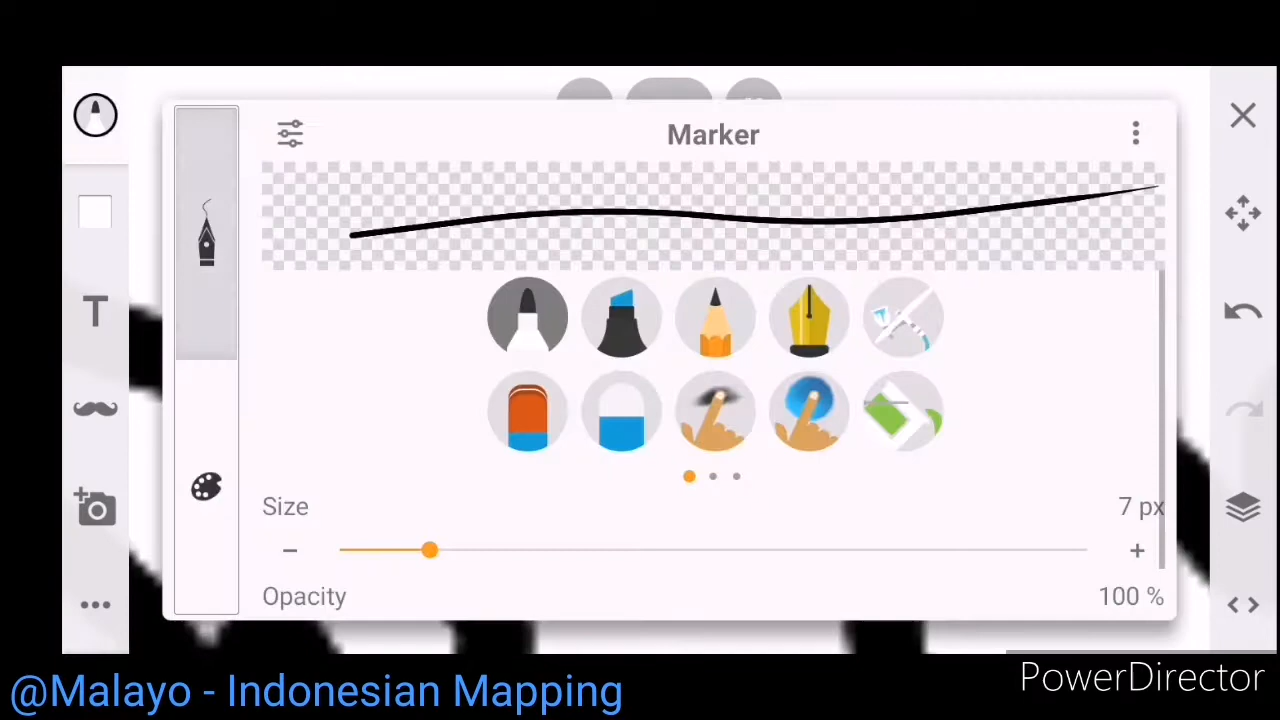 Marker
T
Size
7 px
Opacity
100 %
@Malayo - Indonesian Mapping
PowerDirector